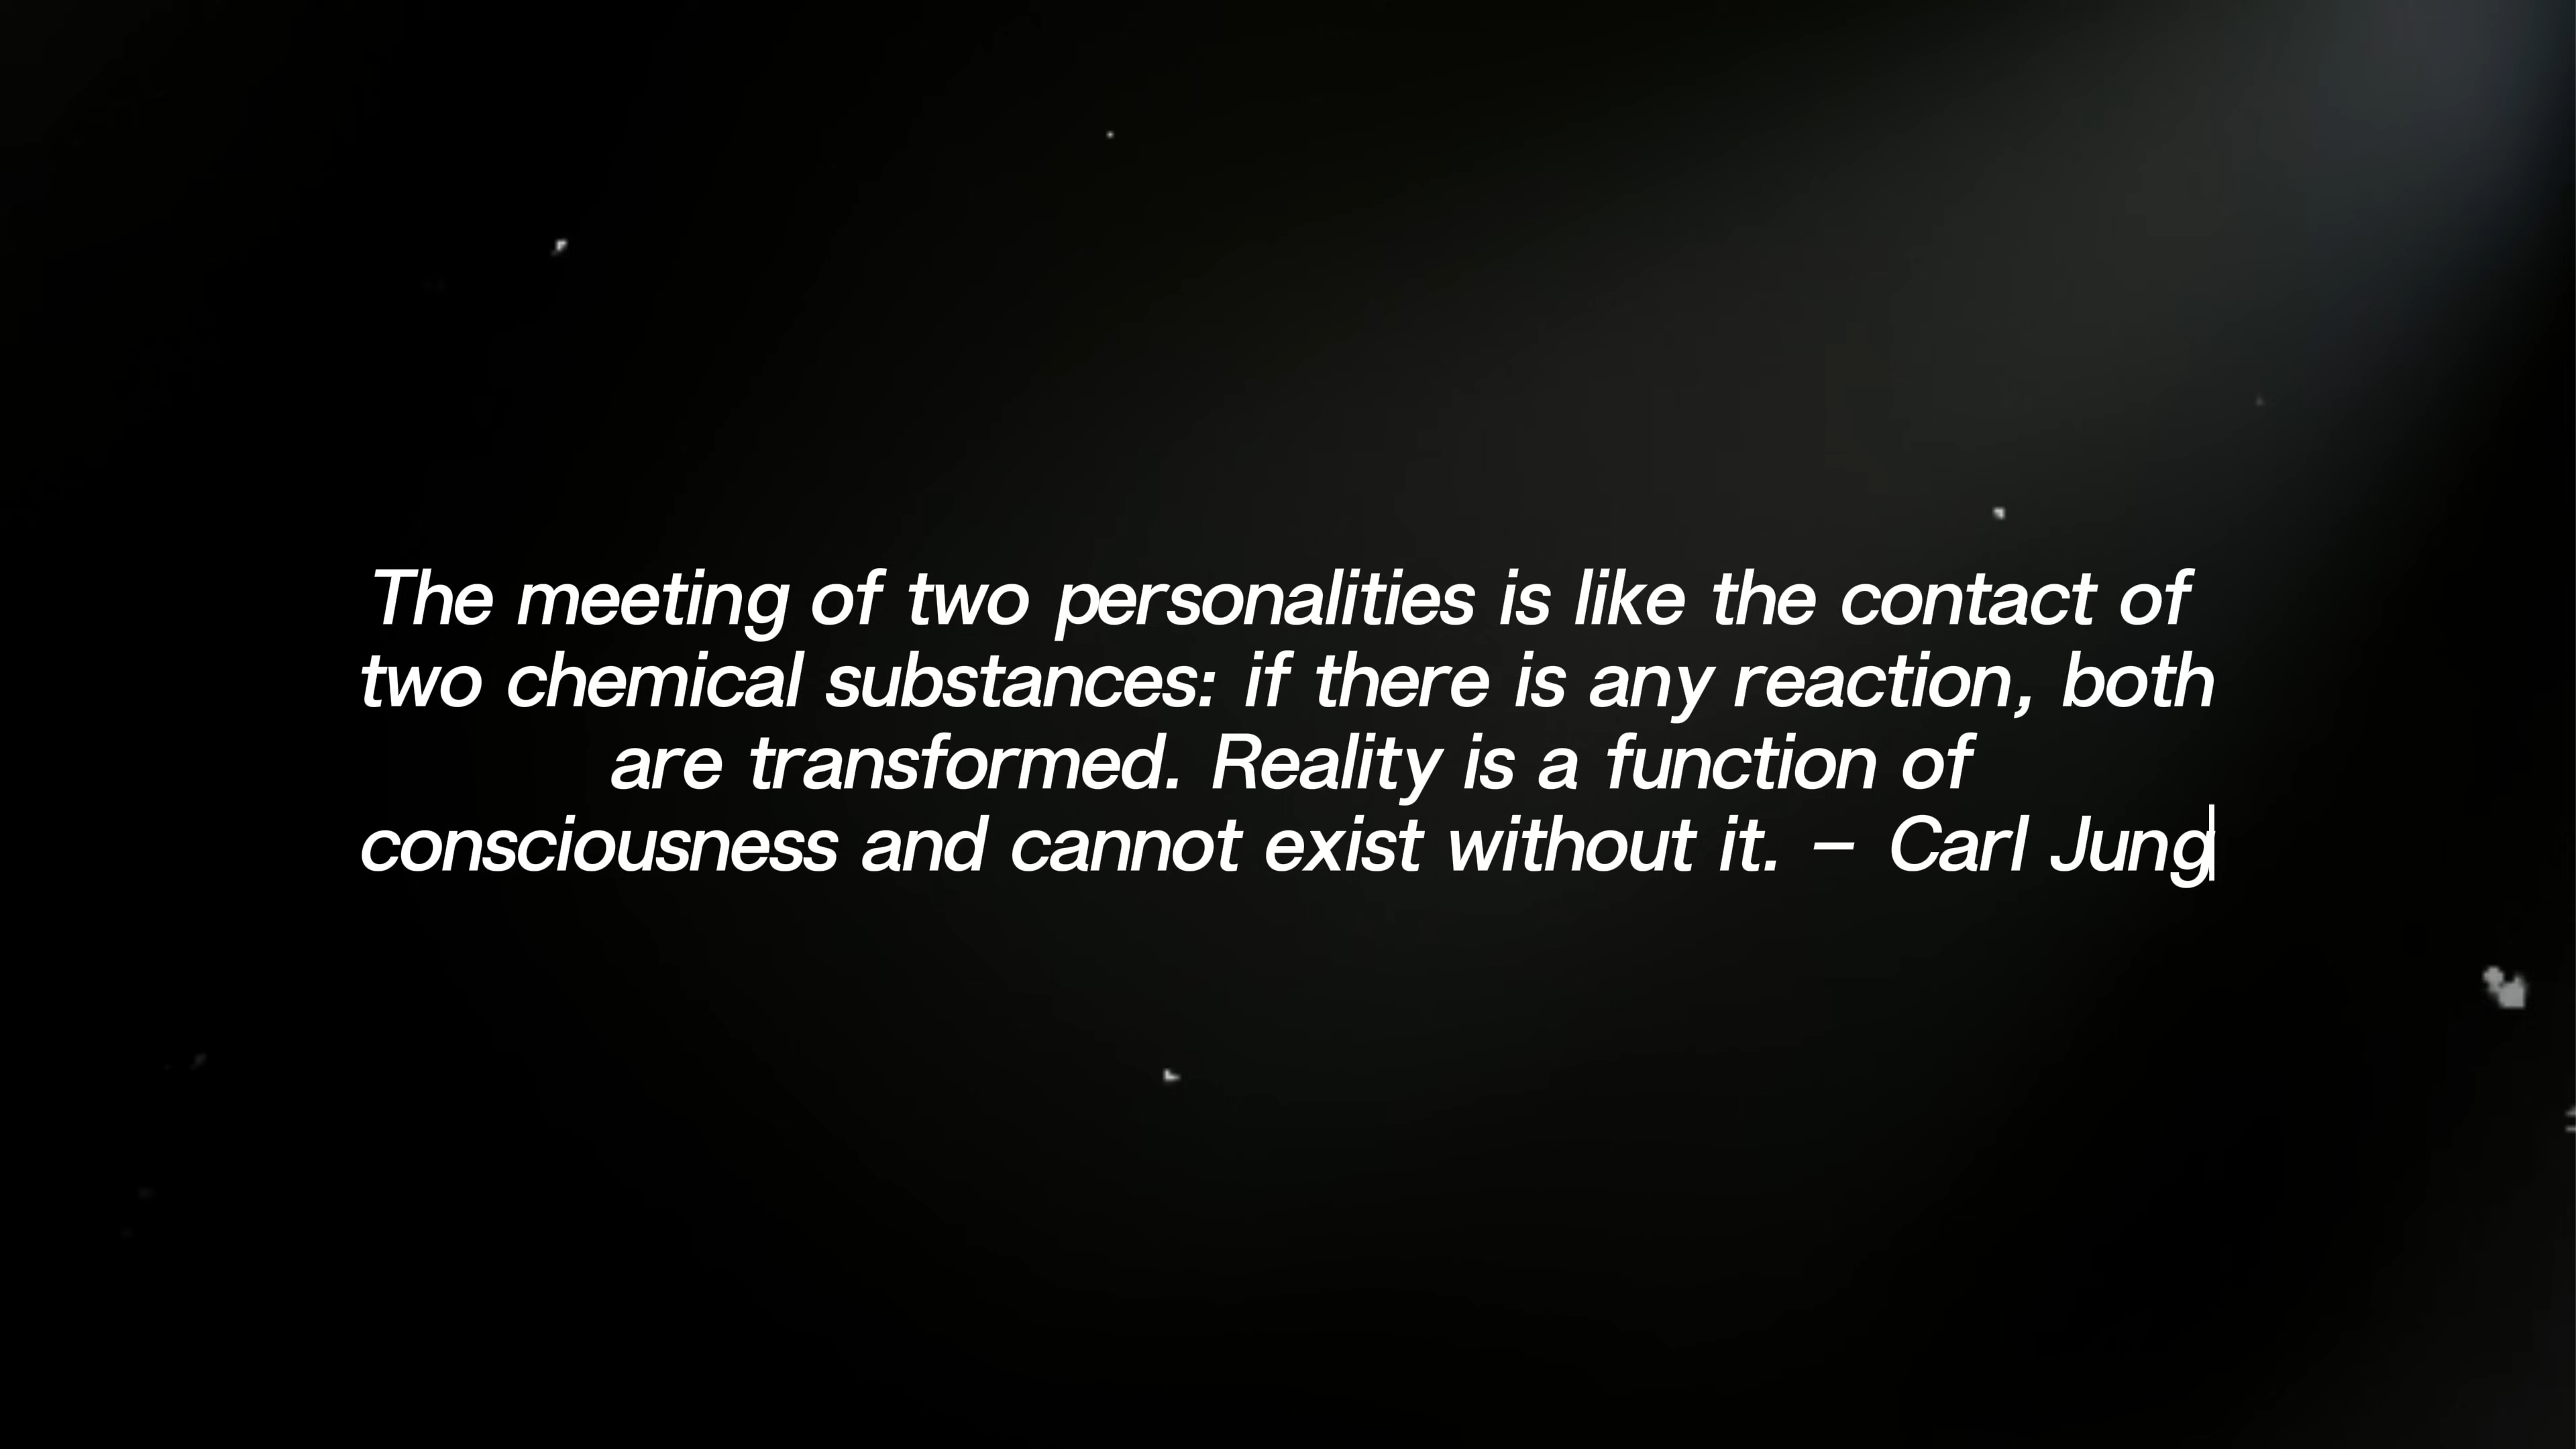 The meeting of two personalities is like the contact of
two chemical substances: if there is any reaction, both
are transformed. Reality is a function of
consciousness and cannot exist without it. – Carl Jung